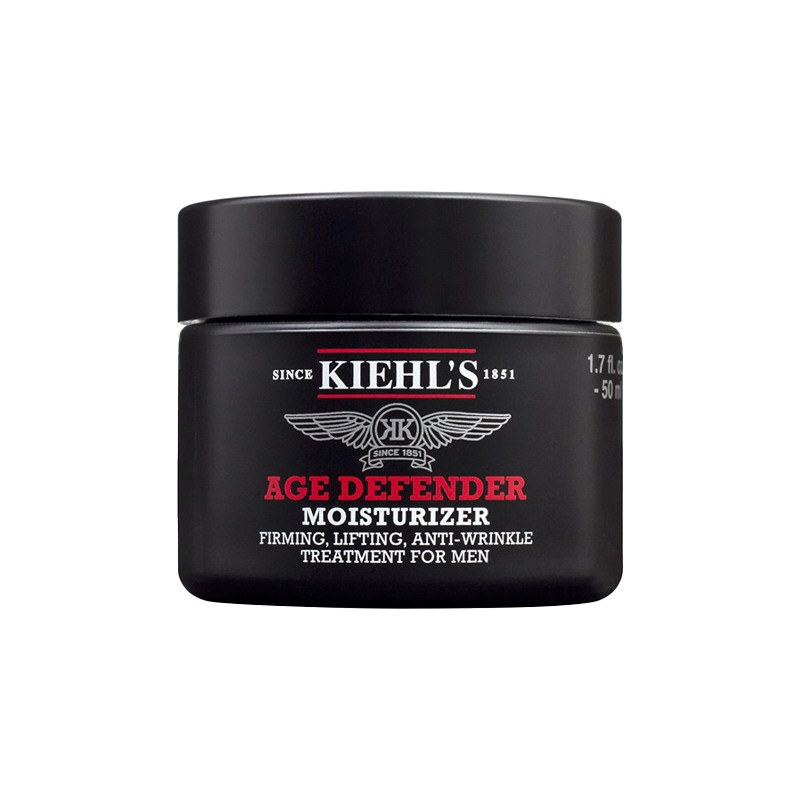 SINCE KIEHL'S 1851
KK
SINCE 1851
AGE DEFENDER
MOISTURIZER
FIRMING, LIFTING, ANTI-WRINKLE
TREATMENT FOR MEN
1.7 fl.
- 50